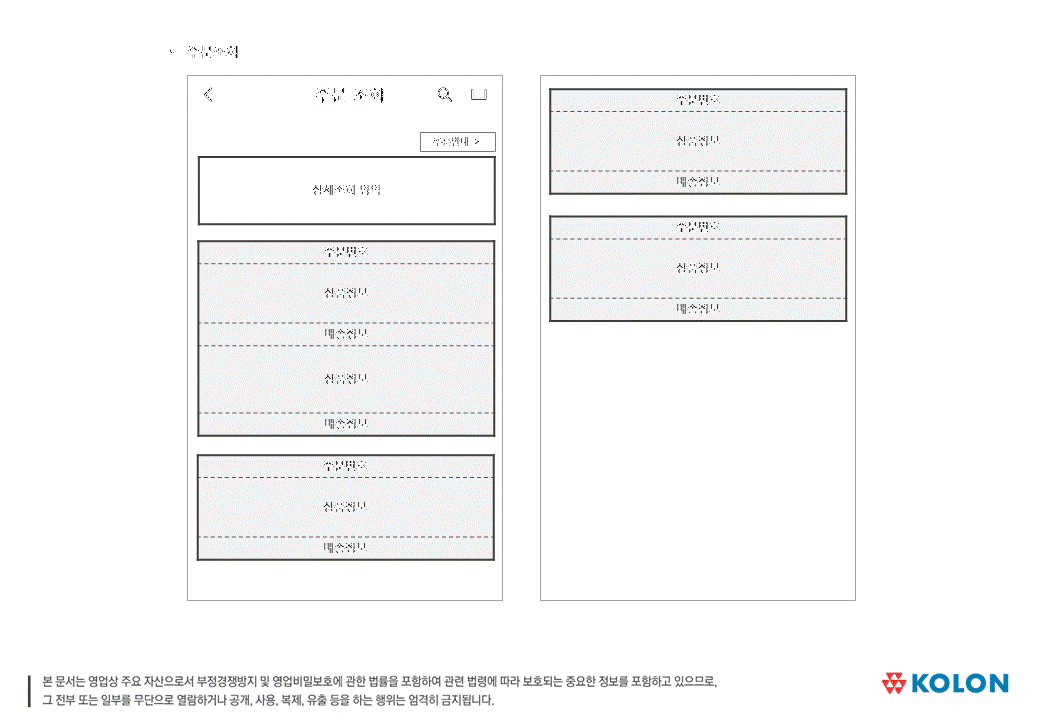 • 주문조회
주문 조회
주문안내 >
상세조회 영역
주문번호
상품정보
배송정보
상품정보
배송정보
주문번호
상품정보
배송정보
주문번호
상품정보
배송정보
주문번호
상품정보
배송정보
본 문서는 영업상 주요 자산으로서 부정경쟁방지 및 영업비밀보호에 관한 법률을 포함하여 관련 법령에 따라 보호되는 중요한 정보를 포함하고 있으므로,
그 전부 또는 일부를 무단으로 열람하거나 공개, 사용, 복제, 유출 등을 하는 행위는 엄격히 금지됩니다.
KOLON